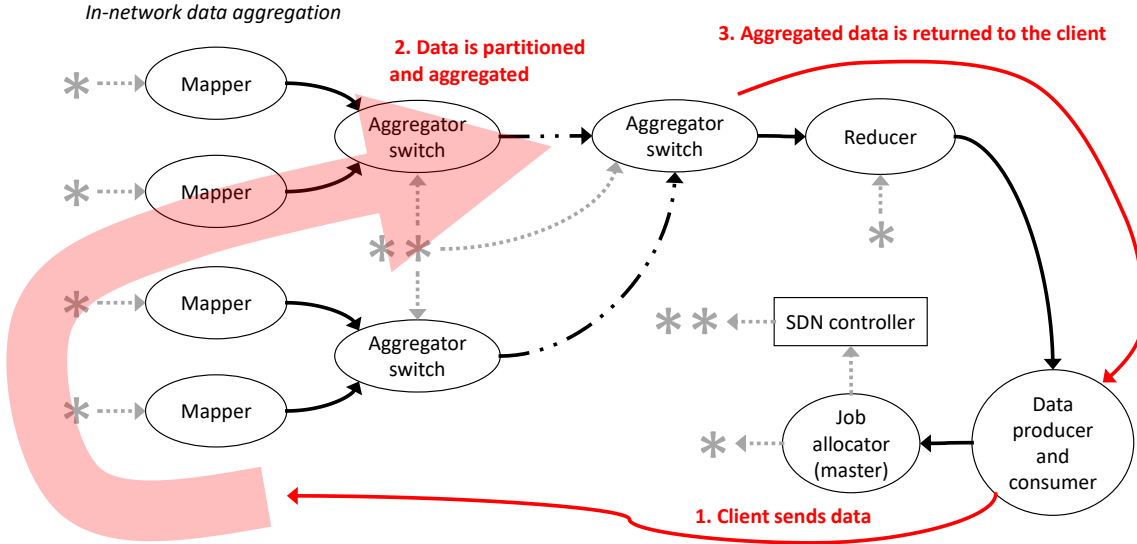 In-network data aggregation
3. Aggregated data is returned to the client
2. Data is partitioned
and aggregated
* Mapper
Aggregator
switch
Aggregator
switch
Reducer
* Mapper
* *
*
* Mapper
* *
SDN controller
Aggregator
switch
* Mapper
*
Job
allocator
(master)
Data
producer
and
consumer
1. Client sends data